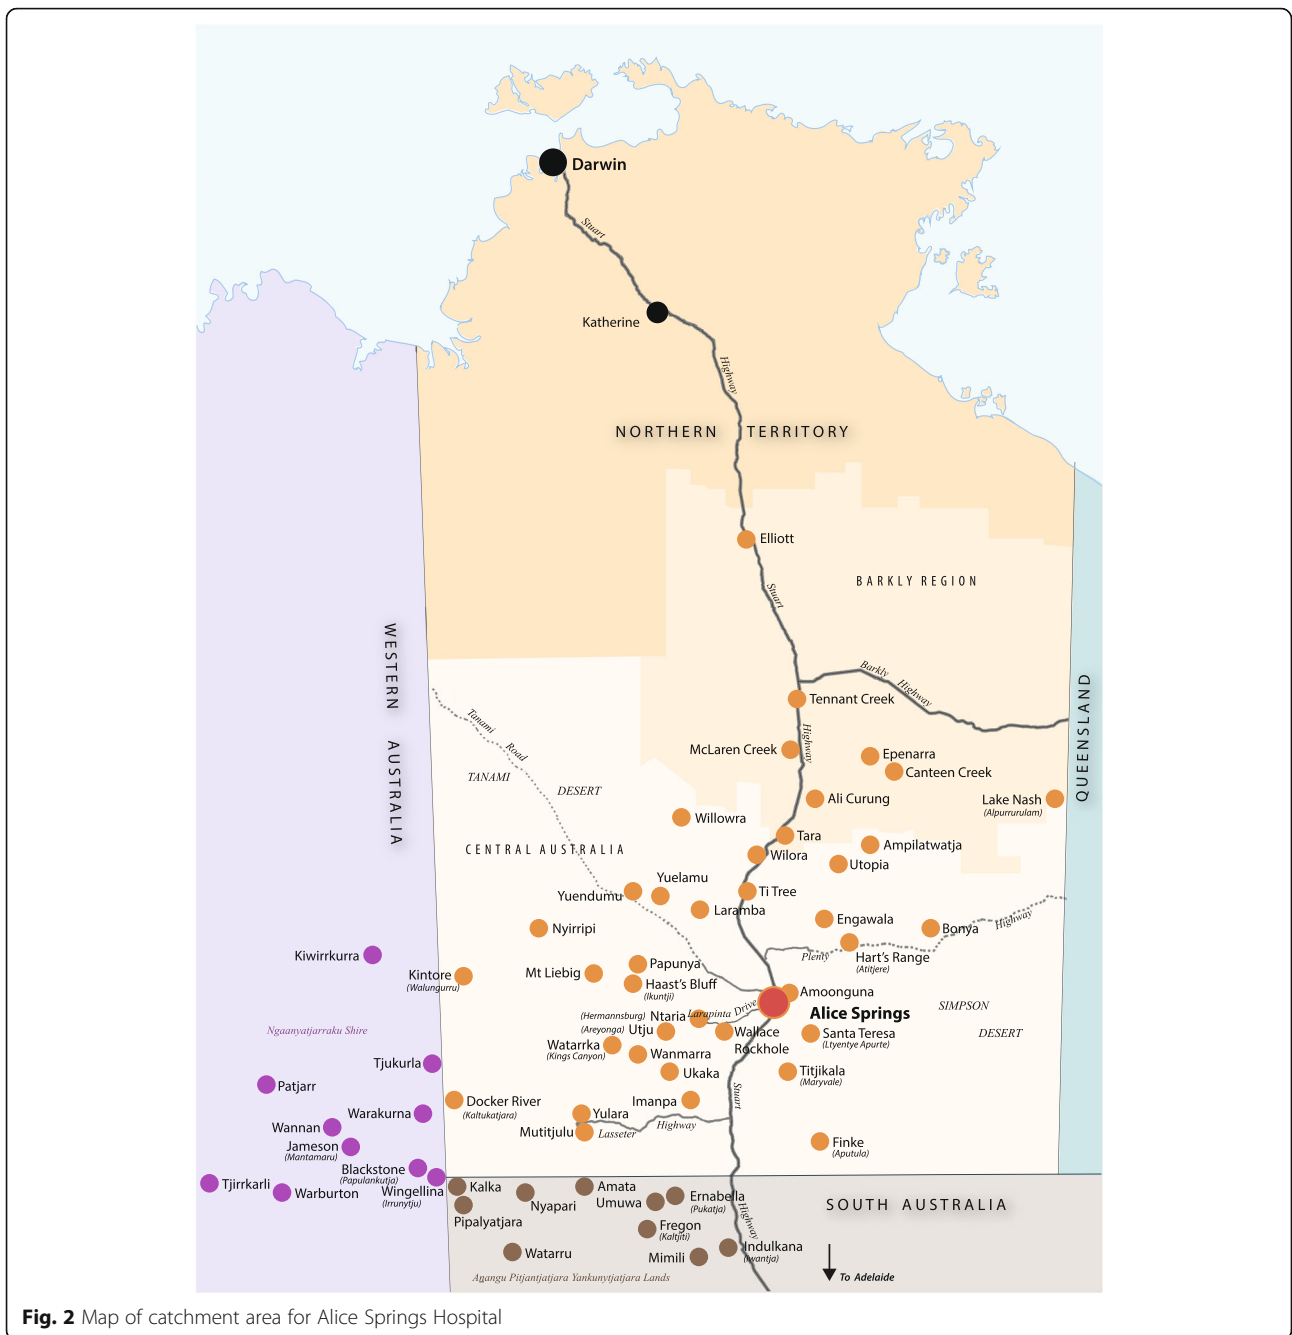 Darwin
Stuart
Katherine
Highway
NORTHERN TERRITORY
Elliott
BARKLY REGION
Stuart
WESTERN AUSTRALIA
QUEENSLAND
Barkly Highway
Tennant Creek
Tanami Road
Highway
McLaren Creek
Epenarra
Canteen Creek
TANAMI
DESERT
Ali Curung
Lake Nash
(Alpurrurulam)
Willowra
Tara
CENTRAL AUSTRALIA
Wilora
Ampilatwatja
Utopia
Yuelamu
Yuendumu
Ti Tree
Laramba
Engawala
Nyirripi
Bonya
Highway
Plenty
Hart's Range
(Atitjere)
Kiwirrkurra
Kintore
(Walungurru)
Mt Liebig
Papunya
Haast's Bluff
(Ikuntji)
Amoonguna
Alice Springs
SIMPSON
DESERT
(Hermannsburg) Ntaria
Larapinta Drive
(Areyonga) Utju
Wallace
Rockhole
Santa Teresa
(Ltyentye Apurte)
Ngaanyatjarraku Shire
Watarrka
(Kings Canyon)
Wanmarra
Tjukurla
Ukaka
Titjikala
(Maryvale)
Patjarr
Docker River
(Kaltukatjara)
Imanpa
Stuart
Warakurna
Yulara
Wannan
Mutitjulu
Lasseter Highway
Jameson
(Mantamaru)
Finke
(Aputula)
Blackstone
(Papulankutja)
Tjirrkarli
Warburton
Wingellina
(Irrunytju)
Kalka
Nyapari
Amata
Umuwa
Ernabella
(Pukatja)
Highway
SOUTH AUSTRALIA
Pipalyatjara
Fregon
(Kaltjiti)
Watarru
Mimili
Indulkana
(Iwantja)
Anangu Pitjantjatjara Yankunytjatjara Lands
To Adelaide
Fig. 2 Map of catchment area for Alice Springs Hospital